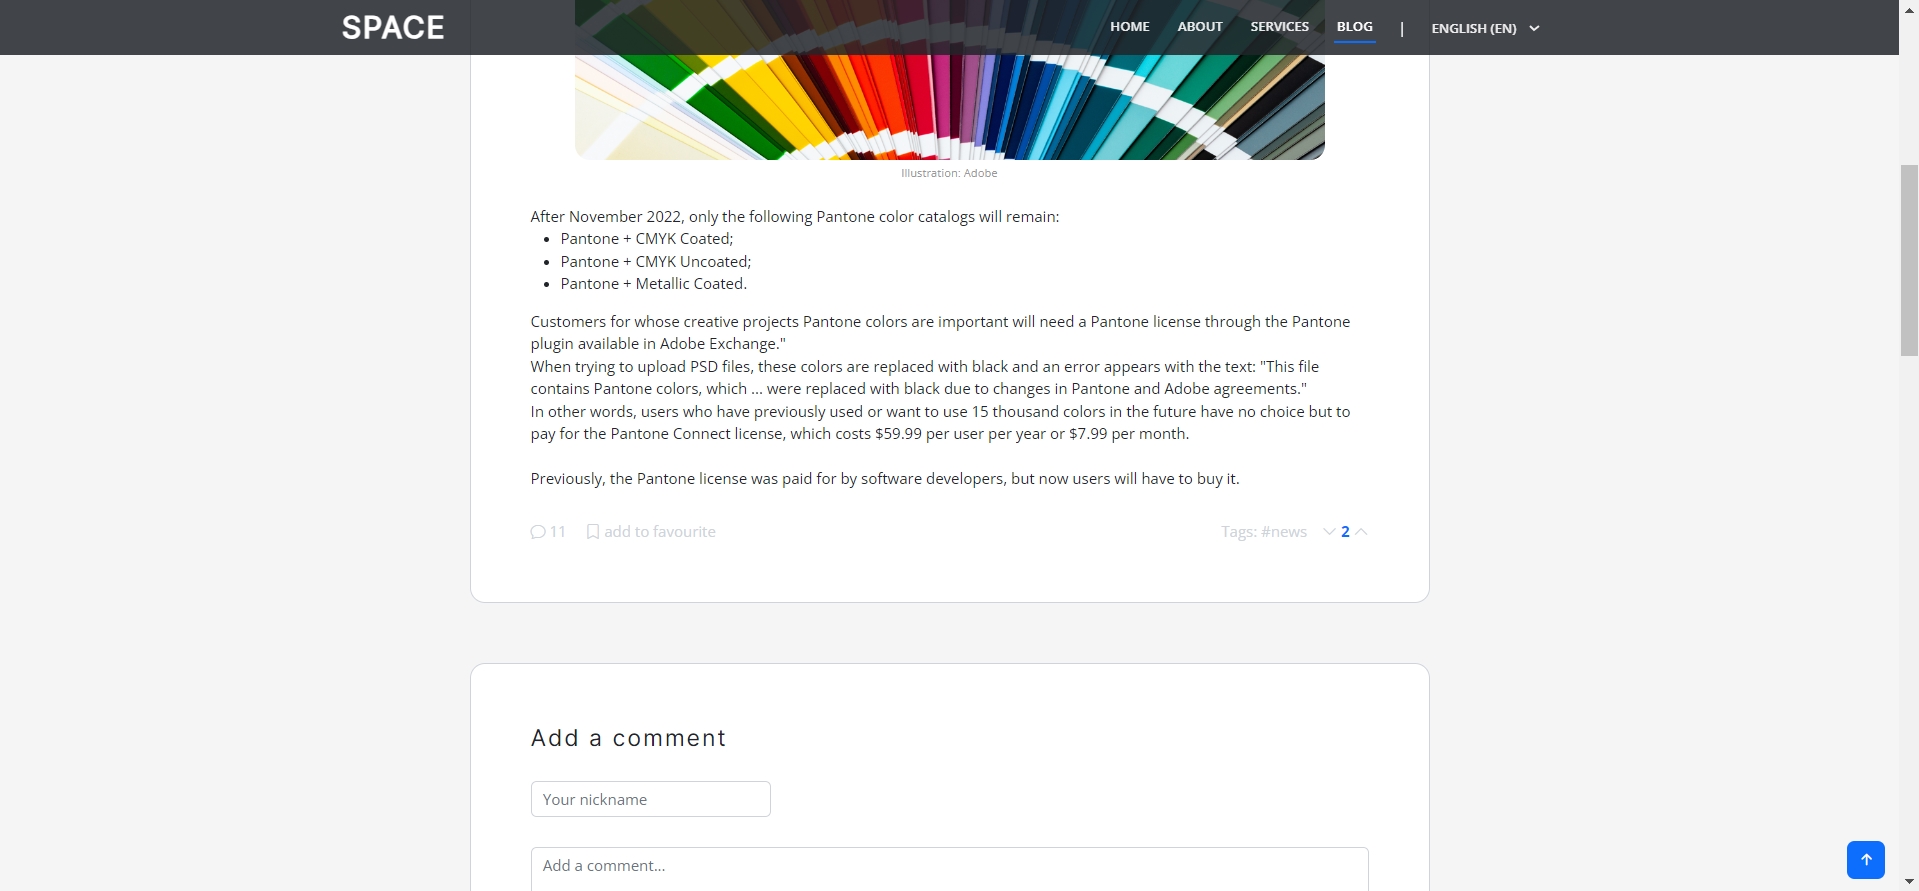 SPACE
HOME ABOUT SERVICES BLOG | ENGLISH (EN)
Illustration: Adobe
After November 2022, only the following Pantone color catalogs will remain:
• Pantone + CMYK Coated;
• Pantone + CMYK Uncoated;
• Pantone + Metallic Coated.
Customers for whose creative projects Pantone colors are important will need a Pantone license through the Pantone
plugin available in Adobe Exchange."
When trying to upload PSD files, these colors are replaced with black and an error appears with the text: "This file
contains Pantone colors, which ... were replaced with black due to changes in Pantone and Adobe agreements."
In other words, users who have previously used or want to use 15 thousand colors in the future have no choice but to
pay for the Pantone Connect license, which costs $59.99 per user per year or $7.99 per month.
Previously, the Pantone license was paid for by software developers, but now users will have to buy it.
11 add to favourite Tags: #news 2
Add a comment
Your nickname
Add a comment...